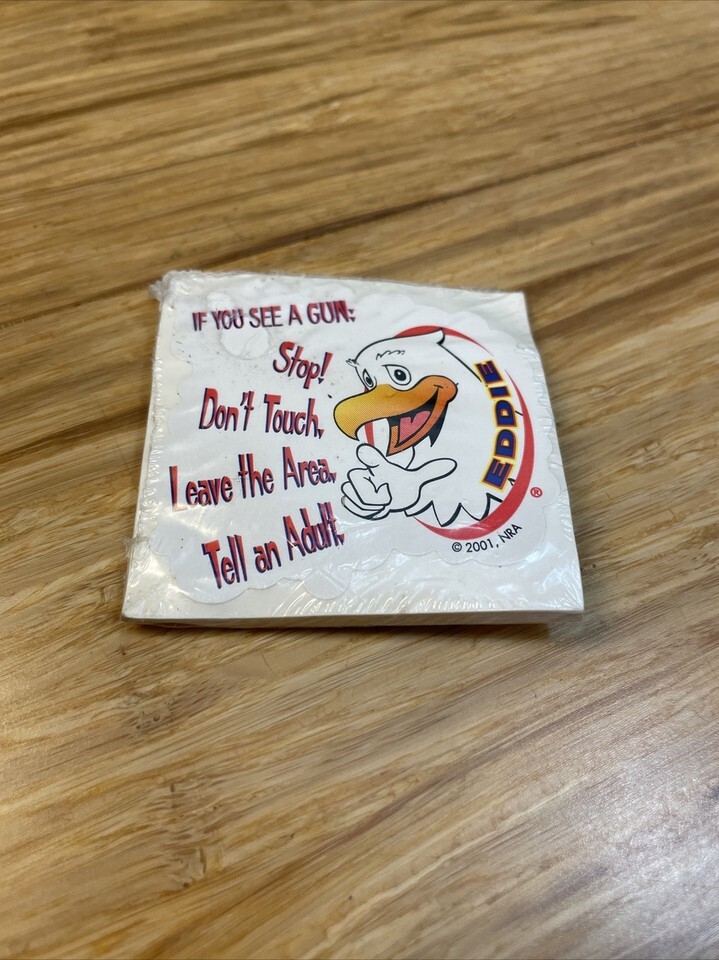 IF YOU SEE A GUN:
Stop!
Don't Touch.
Leave the Area.
Tell an Adult.
EDDIE
®
© 2001, NRA